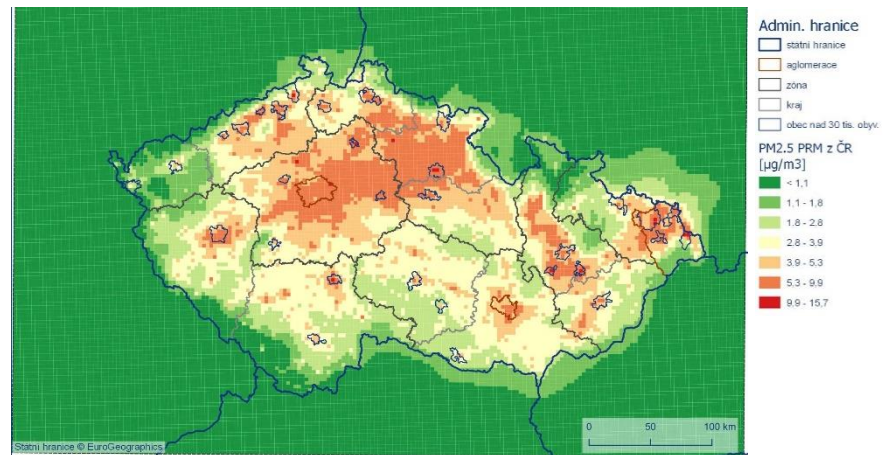 Admin. hranice
státní hranice
aglomerace
zóna
kraj
obec nad 30 tis. obyv.
PM2.5 PRM z ČR
[µg/m3]
< 1,1
1,1 - 1,8
1.8 - 2.8
2.8 - 3.9
3.9 - 5.3
5.3 - 9.9
9.9 - 15,7
0 50 100 km
Státní hranice © EuroGeographics